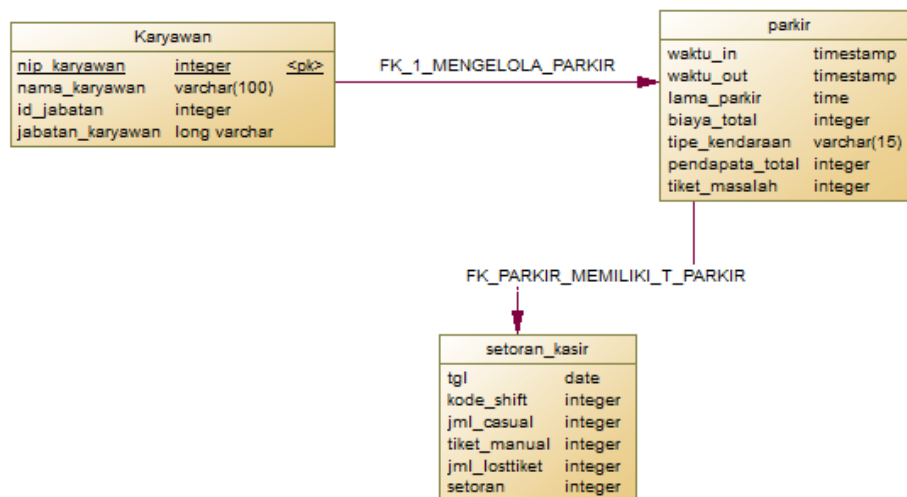 Karyawan
nip_karyawan integer <pk>
nama_karyawan varchar(100)
id_jabatan integer
jabatan_karyawan long varchar
FK_1_MENGELOLA_PARKIR
parkir
waktu_in timestamp
waktu_out timestamp
lama_parkir time
biaya_total integer
tipe_kendaraan varchar(15)
pendapata_total integer
tiket_masalah integer
FK_PARKIR_MEMILIKI_T_PARKIR
setoran_kasir
tgl date
kode_shift integer
jml_casual integer
tiket_manual integer
jml_losttiket integer
setoran integer